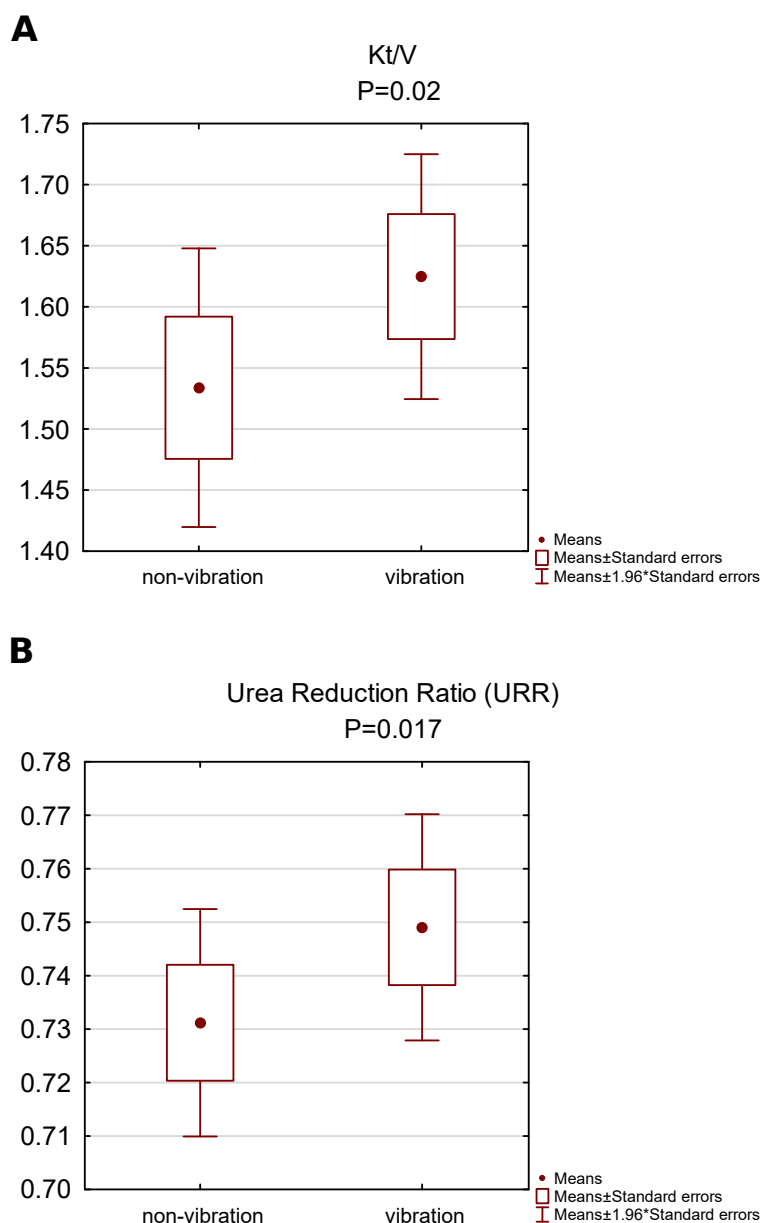 A
Kt/V
P=0.02
1.75
1.70
1.65
1.60
1.55
1.50
1.45
1.40
non-vibration vibration
Means
Means±Standard errors
Means±1.96*Standard errors
B
Urea Reduction Ratio (URR)
P=0.017
0.78
0.77
0.76
0.75
0.74
0.73
0.72
0.71
0.70
non-vibration vibration
Means
Means±Standard errors
Means±1.96*Standard errors